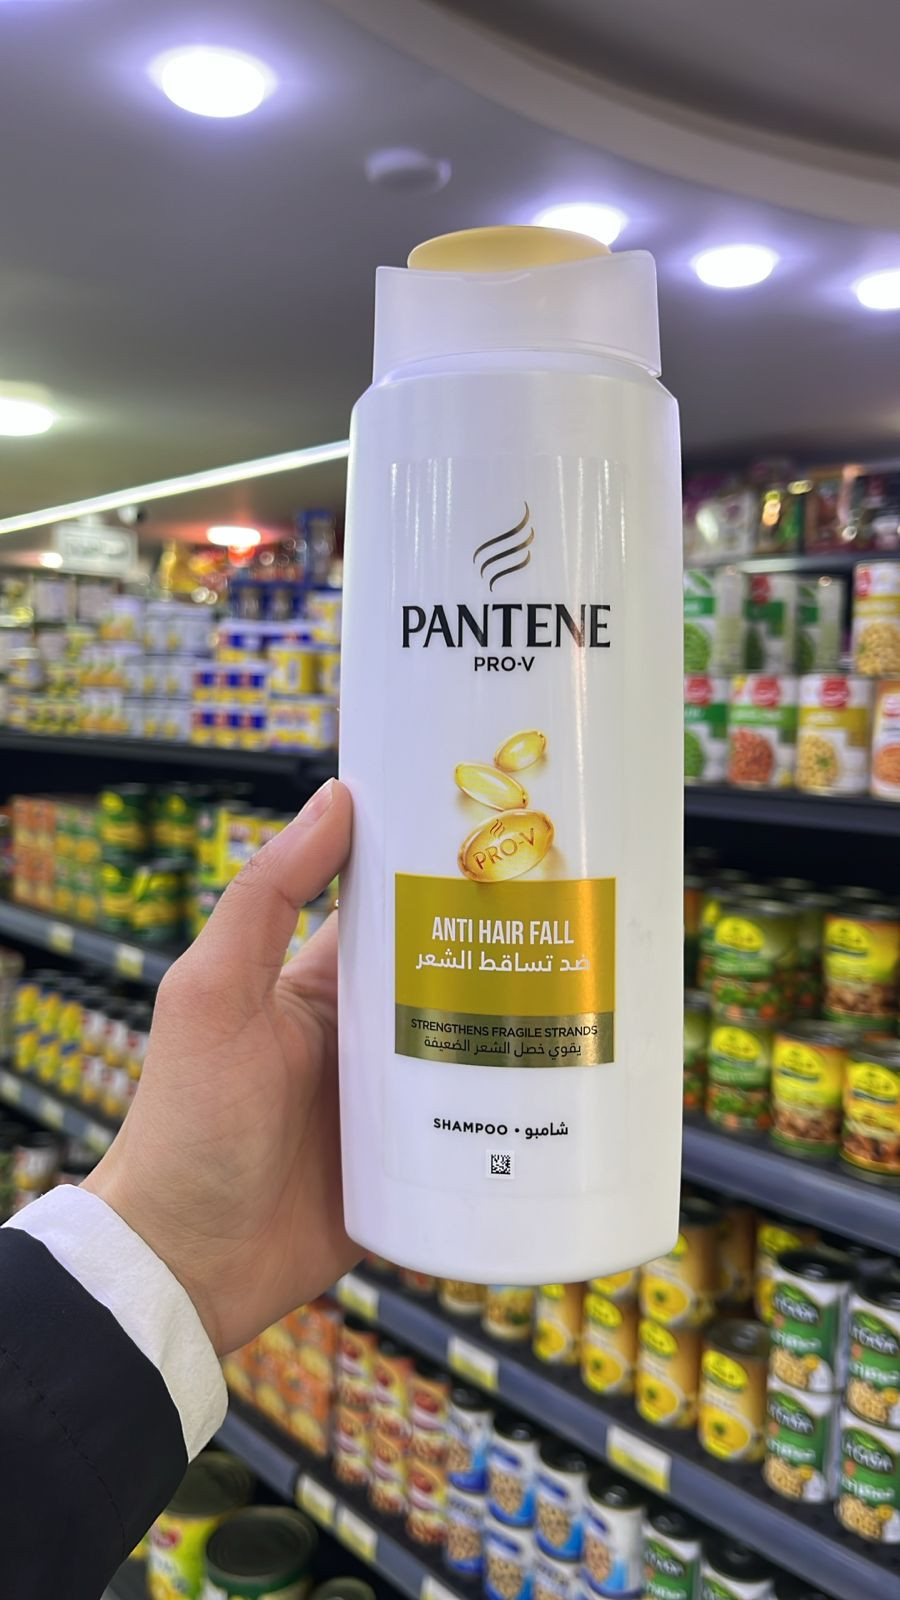 PANTENE
PRO-V
PRO-V
ANTI HAIR FALL
ضد تساقط الشعر
STRENGTHENS FRAGILE STRANDS
يقوي خصل الشعر الضعيفة
SHAMPOO • شامبو